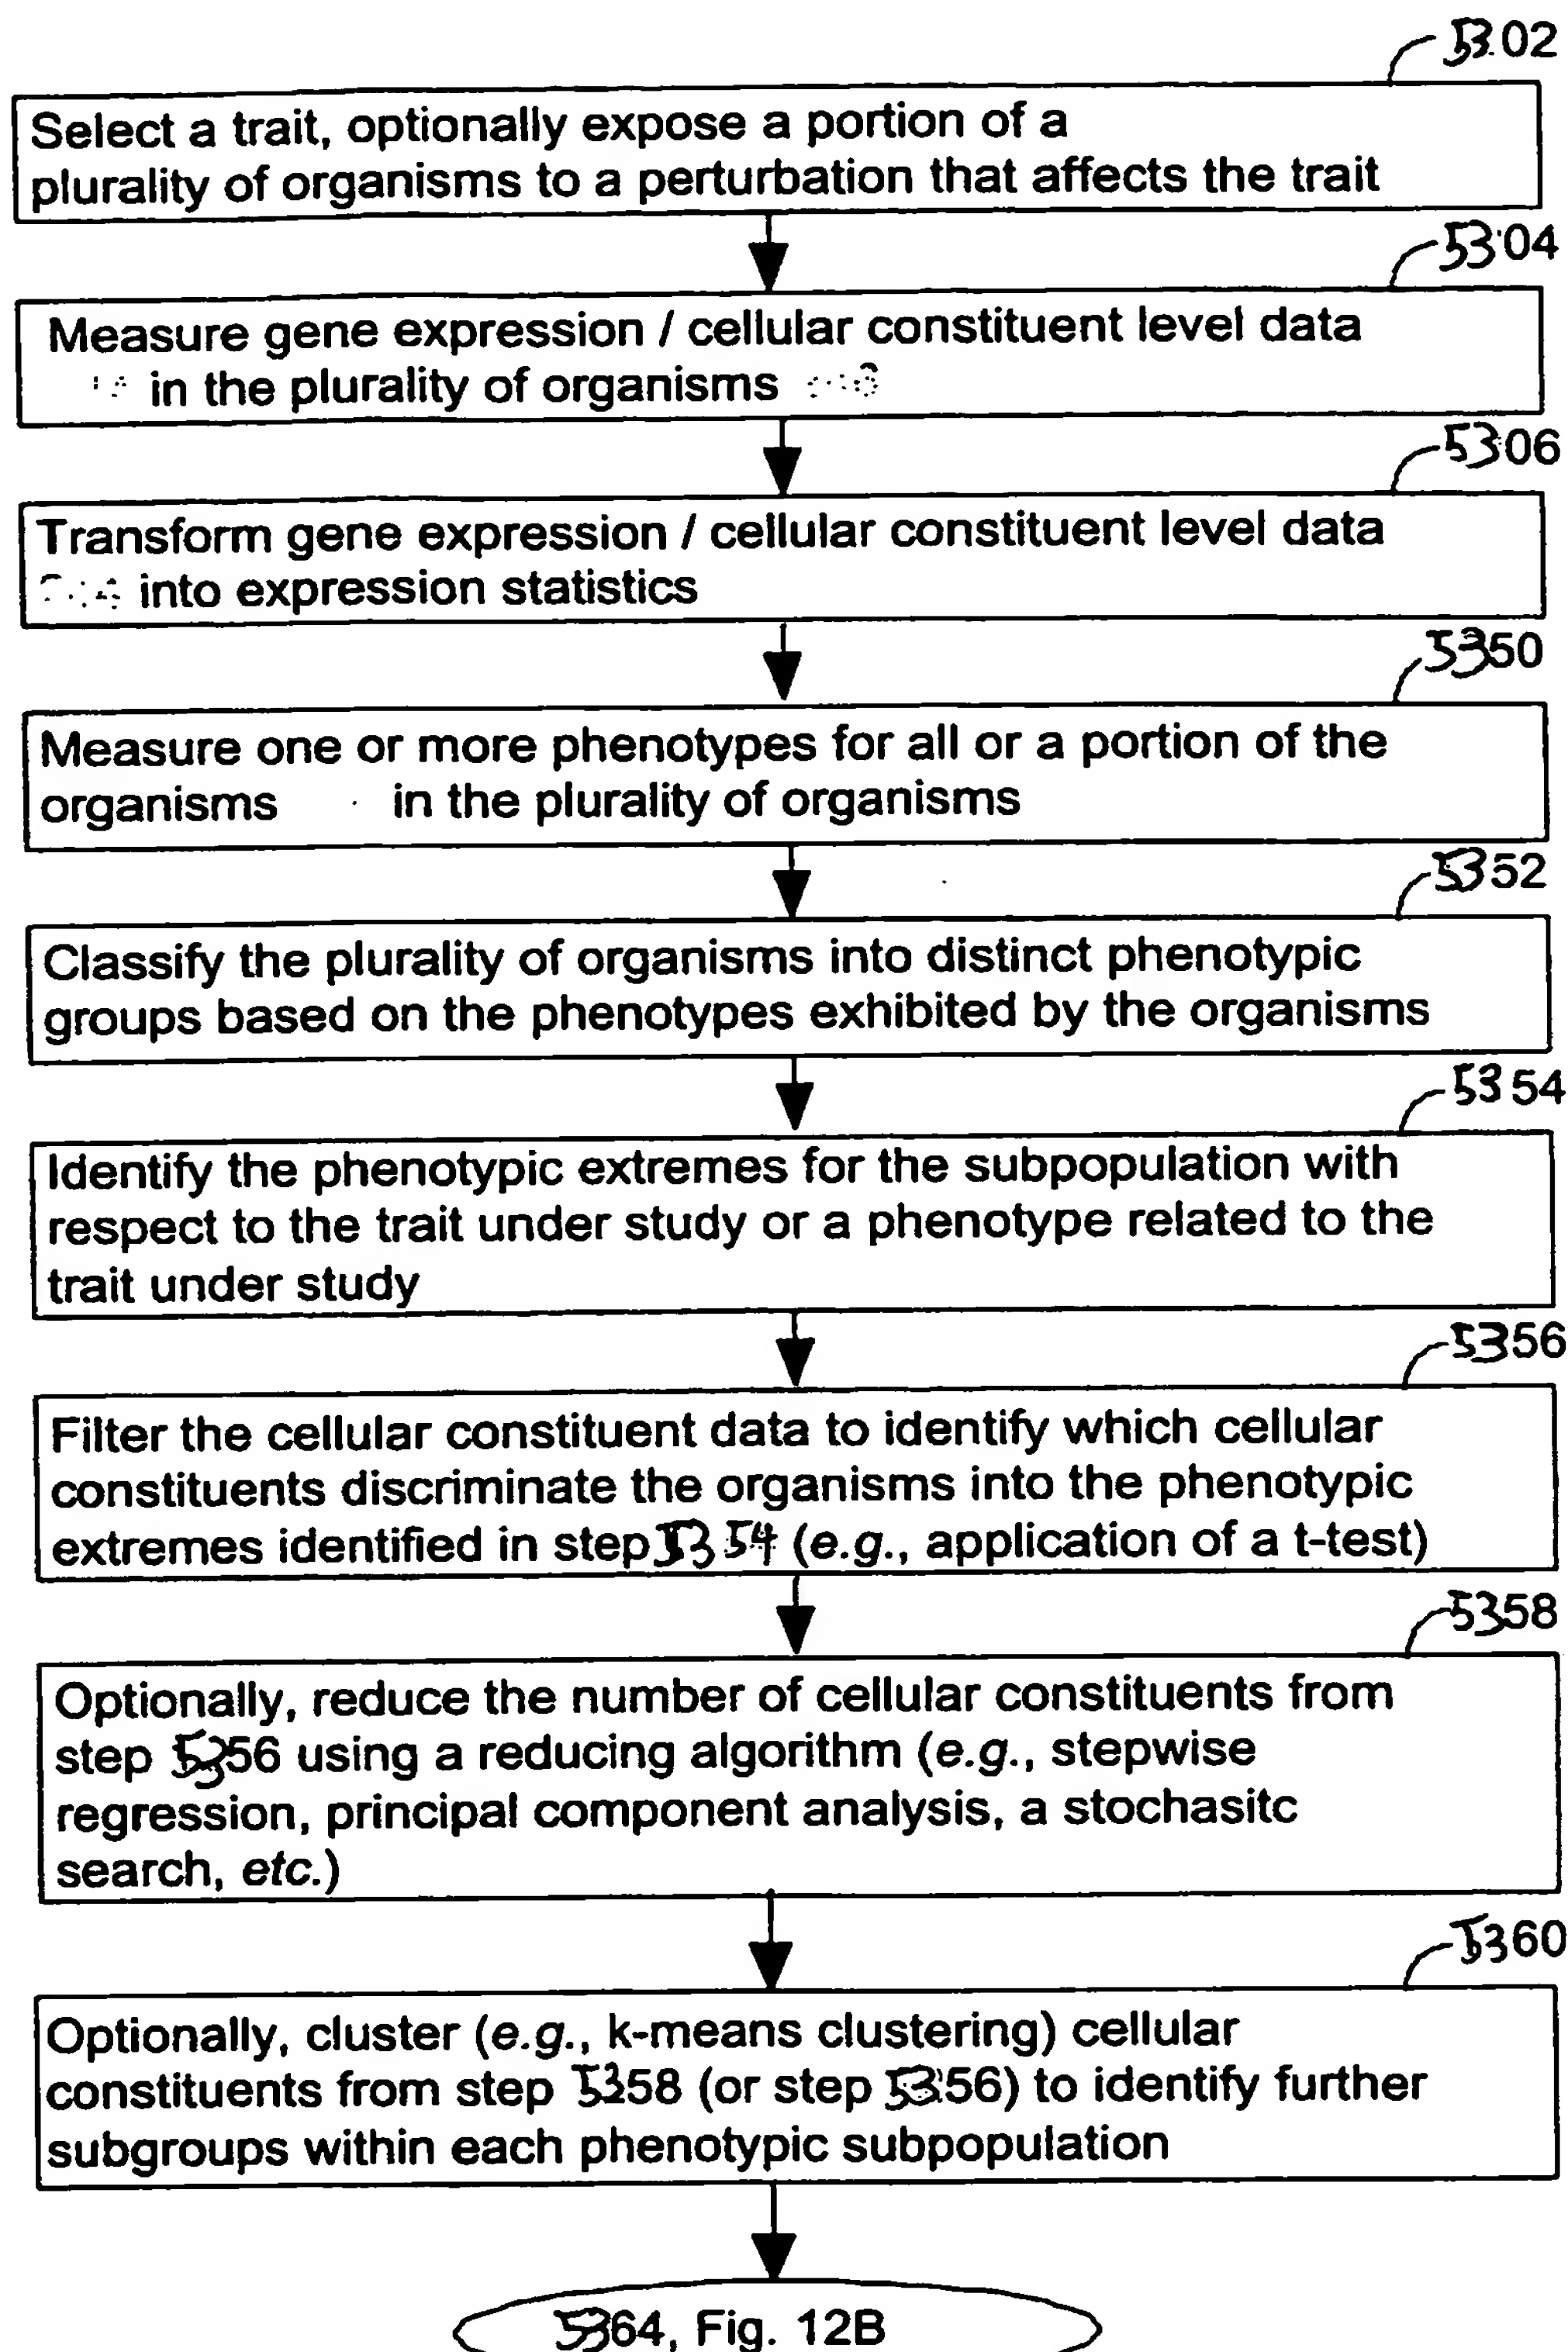 5302
Select a trait, optionally expose a portion of a
plurality of organisms to a perturbation that affects the trait
5304
Measure gene expression / cellular constituent level data
in the plurality of organisms
5306
Transform gene expression / cellular constituent level data
into expression statistics
5350
Measure one or more phenotypes for all or a portion of the
organisms in the plurality of organisms
5352
Classify the plurality of organisms into distinct phenotypic
groups based on the phenotypes exhibited by the organisms
5354
Identify the phenotypic extremes for the subpopulation with
respect to the trait under study or a phenotype related to the
trait under study
5356
Filter the cellular constituent data to identify which cellular
constituents discriminate the organisms into the phenotypic
extremes identified in step 5354 (e.g., application of a t-test)
5358
Optionally, reduce the number of cellular constituents from
step 5356 using a reducing algorithm (e.g., stepwise
regression, principal component analysis, a stochasitc
search, etc.)
5360
Optionally, cluster (e.g., k-means clustering) cellular
constituents from step 5358 (or step 5356) to identify further
subgroups within each phenotypic subpopulation
5364, Fig. 12B